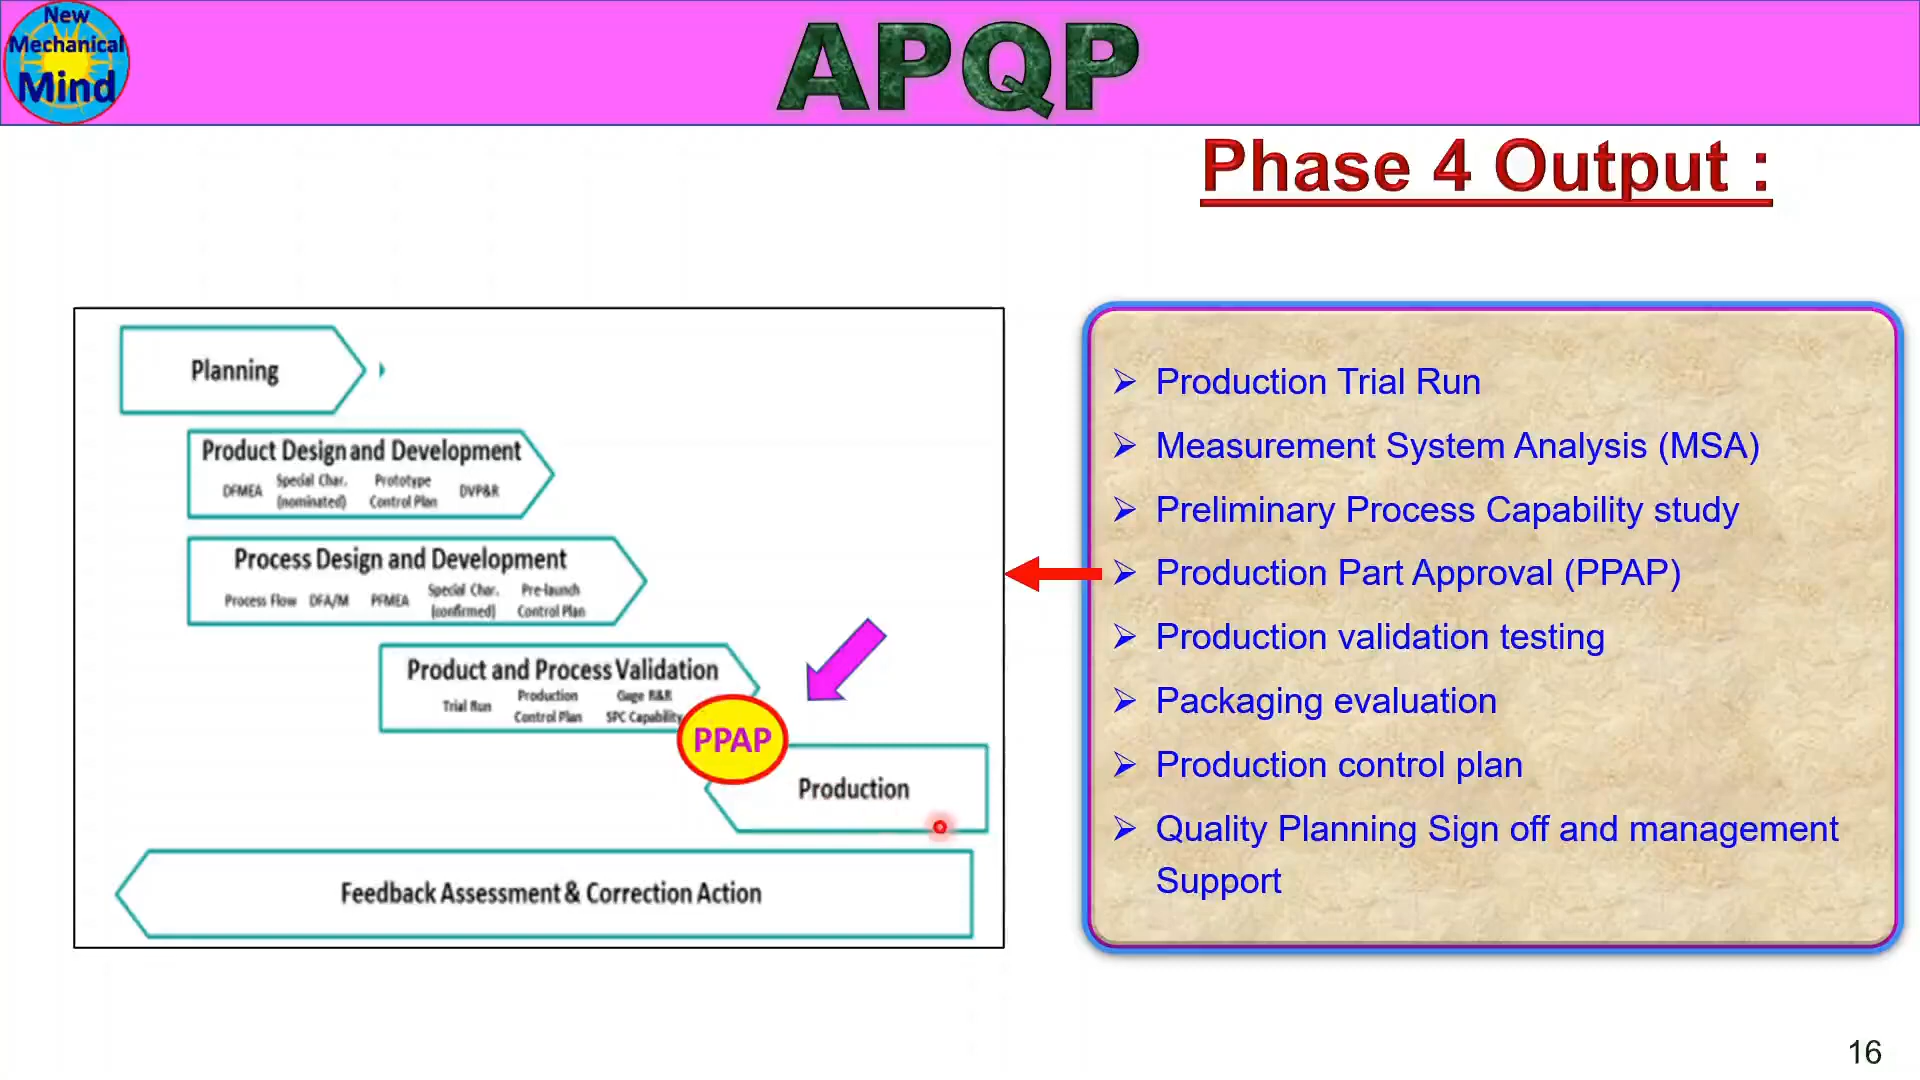 New
Mechanical
Mind
APQP
Phase 4 Output :
Planning
Product Design and Development
DFMEA Special Char. (nominated) Prototype Control Plan DVP&R
Process Design and Development
Process Flow DFA/M PFMEA Special Char. (confirmed) Pre-launch Control Plan
Product and Process Validation
Trial Run Production Control Plan Gage R&R SPC Capability
PPAP
Production
Feedback Assessment & Correction Action
➢ Production Trial Run
➢ Measurement System Analysis (MSA)
➢ Preliminary Process Capability study
➢ Production Part Approval (PPAP)
➢ Production validation testing
➢ Packaging evaluation
➢ Production control plan
➢ Quality Planning Sign off and management
Support
16